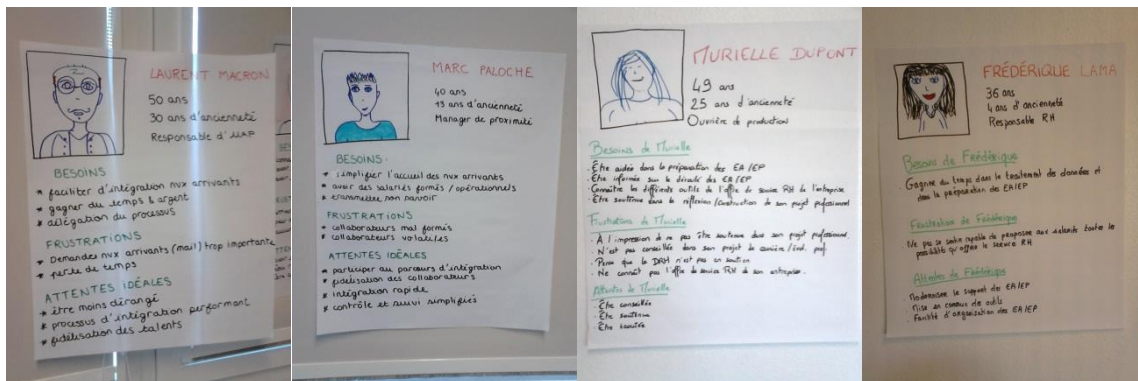 LAURENT MACRON
50 ans
30 ans d'ancienneté
Responsable d'UAP
BESOINS
* faciliter d'intégration nvx arrivants
* gagner du temps & argent
* délégation du processus
FRUSTRATIONS
* Demandes nvx arrivants (mail) trop importante
* perte de temps
ATTENTES IDÉALES
* être moins dérangé
* processus d'intégration performant
* fidélisation des talents
MARC PALOCHE
40 ans
19 ans d'ancienneté
Manager de proximité
BESOINS:
* simplifier l'accueil des nvx arrivants
* avoir des salariés formés / opérationnels
* transmettre son savoir
FRUSTRATIONS
* collaborateurs mal formés
* collaborateurs volatiles
ATTENTES IDÉALES
* participer au parcours d'intégration
* fidélisation des collaborateurs
* intégration rapide
* contrôle et suivi simplifiés
MURIELLE DUPONT
49 ans
25 ans d'ancienneté
Ouvrière de production
Besoins de Murielle
- Être aidée dans la préparation des EA/EP
- Être informée sur le déroulé des EA/EP
- Connaître les différents outils de l'offre de service RH de l'entreprise
- Être soutenue dans la réflexion/construction de son projet professionnel
Frustrations de Murielle
- A l'impression de ne pas être soutenue dans son projet professionnel.
- N'est pas conseillée dans son projet de carrière / prof.
- Pense que la DRH n'est pas un soutien
- Ne connaît pas l'offre de service RH de son entreprise.
Attentes de Murielle
- Être conseillée
- Être soutenue
- Être écoutée
FRÉDÉRIQUE LAMA
36 ans
4 ans d'ancienneté
Responsable RH
Besoins de Frédérique
- Gagner du temps dans le traitement des données et
dans la préparation des EA/EP
Frustration de Frédérique
- Ne pas se sentir capable de proposer aux salariés toutes les
possibilités qu'offre le service RH
Attentes de Frédérique
- Moderniser le support des EA/EP
- Mise en commun des outils
- Facilité d'organisation des EA/EP